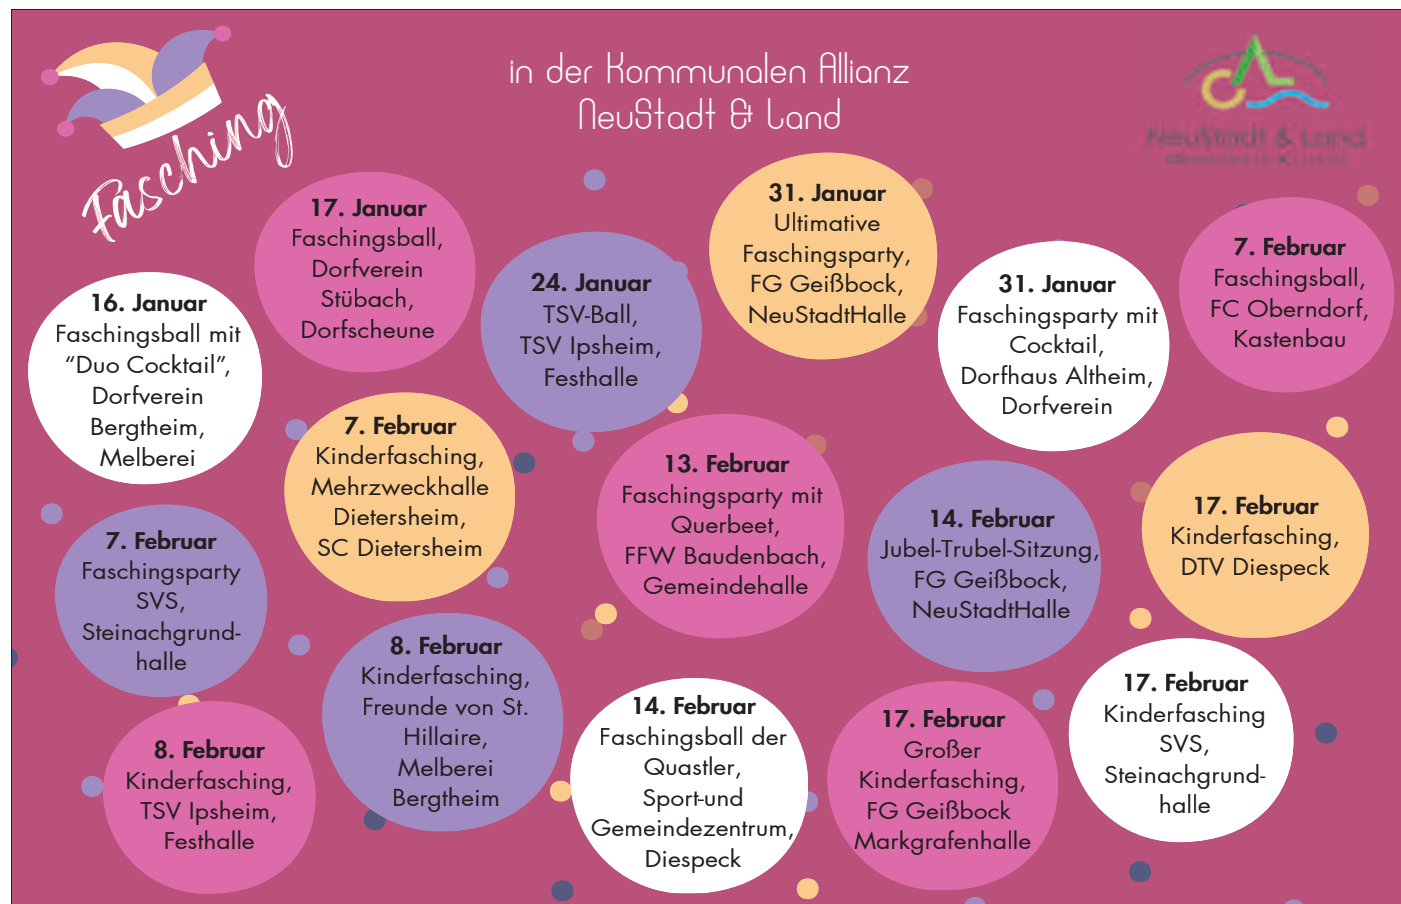 Fasching
in der Kommunalen Allianz
NeuStadt & Land
NeuStadt & Land
16. Januar
Faschingsball mit
“Duo Cocktail”,
Dorfverein
Bergtheim,
Melberei
17. Januar
Faschingsball,
Dorfverein
Stübach,
Dorfscheune
24. Januar
TSV-Ball,
TSV Ipsheim,
Festhalle
31. Januar
Ultimative
Faschingsparty,
FG Geißbock,
NeuStadtHalle
31. Januar
Faschingsparty mit
Cocktail,
Dorfhaus Altheim,
Dorfverein
7. Februar
Faschingsball,
FC Oberndorf,
Kastenbau
7. Februar
Faschingsparty
SVS,
Steinachgrund-
halle
7. Februar
Kinderfasching,
Mehrzweckhalle
Dietersheim,
SC Dietersheim
13. Februar
Faschingsparty mit
Querbeet,
FFW Baudenbach,
Gemeindehalle
14. Februar
Jubel-Trubel-Sitzung,
FG Geißbock,
NeuStadtHalle
17. Februar
Kinderfasching,
DTV Diespeck
8. Februar
Kinderfasching,
TSV Ipsheim,
Festhalle
8. Februar
Kinderfasching,
Freunde von St.
Hillaire,
Melberei
Bergtheim
14. Februar
Faschingsball der
Quastler,
Sport-und
Gemeindezentrum,
Diespeck
17. Februar
Großer
Kinderfasching,
FG Geißbock
Markgrafenhalle
17. Februar
Kinderfasching
SVS,
Steinachgrund-
halle